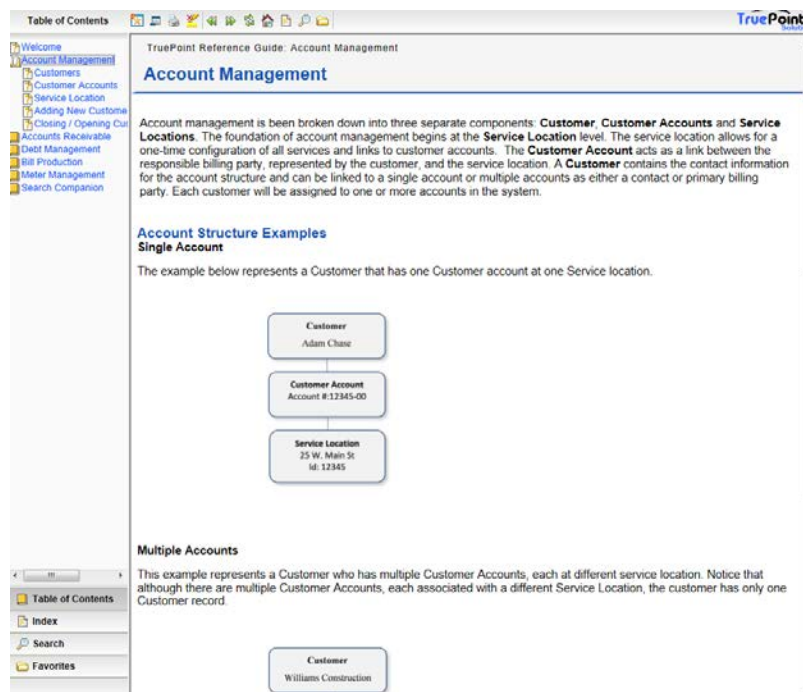 Table of Contents
TruePoint
Welcome
Account Management
Customers
Customer Accounts
Service Location
Adding New Custome
Closing / Opening Cu
Accounts Receivable
Debt Management
Bill Production
Meter Management
Search Companion
Table of Contents
Index
Search
Favorites
TruePoint Reference Guide: Account Management
Account Management
Account management is been broken down into three separate components: Customer, Customer Accounts and Service
Locations. The foundation of account management begins at the Service Location level. The service location allows for a
one-time configuration of all services and links to customer accounts. The Customer Account acts as a link between the
responsible billing party, represented by the customer, and the service location. A Customer contains the contact information
for the account structure and can be linked to a single account or multiple accounts as either a contact or primary billing
party. Each customer will be assigned to one or more accounts in the system.
Account Structure Examples
Single Account
The example below represents a Customer that has one Customer account at one Service location.
Customer
Adam Chase
Customer Account
Account #:12345-00
Service Location
25 W. Main St
Id: 12345
Multiple Accounts
This example represents a Customer who has multiple Customer Accounts, each at different service location. Notice that
although there are multiple Customer Accounts, each associated with a different Service Location, the customer has only one
Customer record.
Customer
Williams Construction